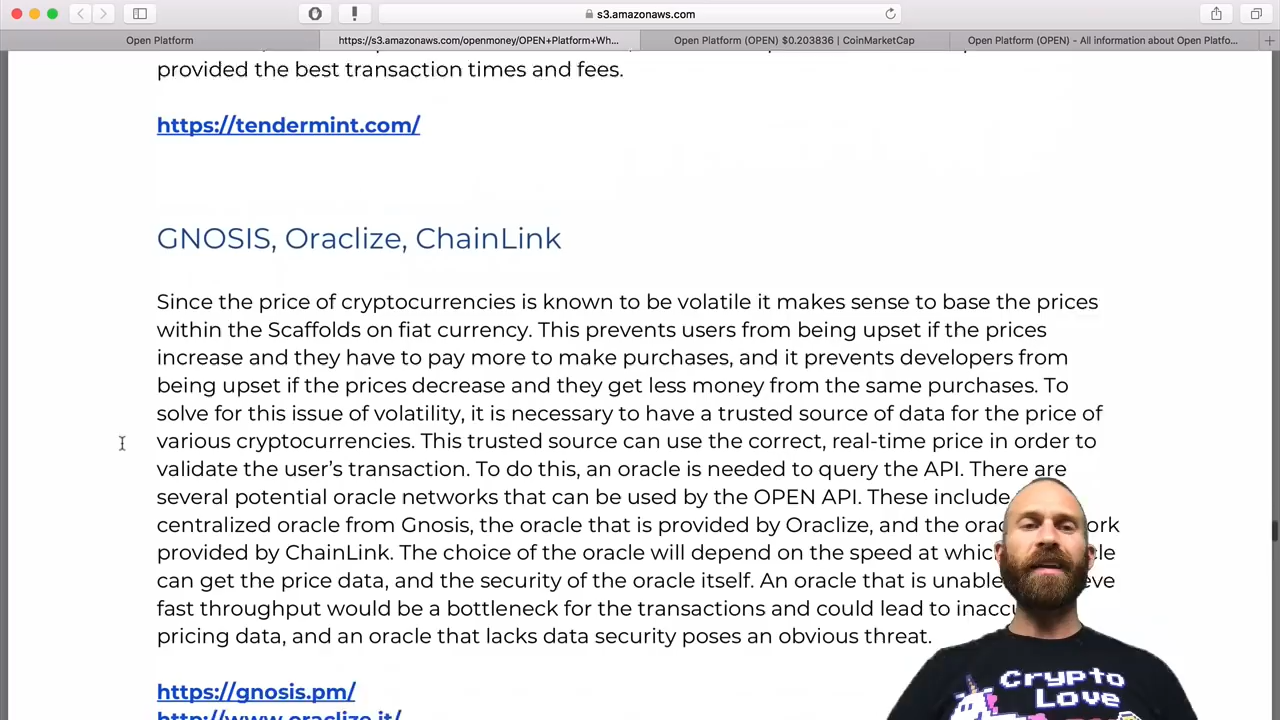 s3.amazonaws.com
Open Platform
https://s3.amazonaws.com/openmoney/OPEN+Platform+Wh...
Open Platform (OPEN) $0.203836 | CoinMarketCap
Open Platform (OPEN) - All information about Open Platfo...
provided the best transaction times and fees.
https://tendermint.com/
GNOSIS, Oraclize, ChainLink
Since the price of cryptocurrencies is known to be volatile it makes sense to base the prices
within the Scaffolds on fiat currency. This prevents users from being upset if the prices
increase and they have to pay more to make purchases, and it prevents developers from
being upset if the prices decrease and they get less money from the same purchases. To
solve for this issue of volatility, it is necessary to have a trusted source of data for the price of
various cryptocurrencies. This trusted source can use the correct, real-time price in order to
validate the user's transaction. To do this, an oracle is needed to query the API. There are
several potential oracle networks that can be used by the OPEN API. These include
centralized oracle from Gnosis, the oracle that is provided by Oraclize, and the
provided by ChainLink. The choice of the oracle will depend on the speed at
can get the price data, and the security of the oracle itself. An oracle that is
fast throughput would be a bottleneck for the transactions and could lead to
pricing data, and an oracle that lacks data security poses an obvious threat.
https://gnosis.pm/
http://www.oraclize.it/
Crypto
Love